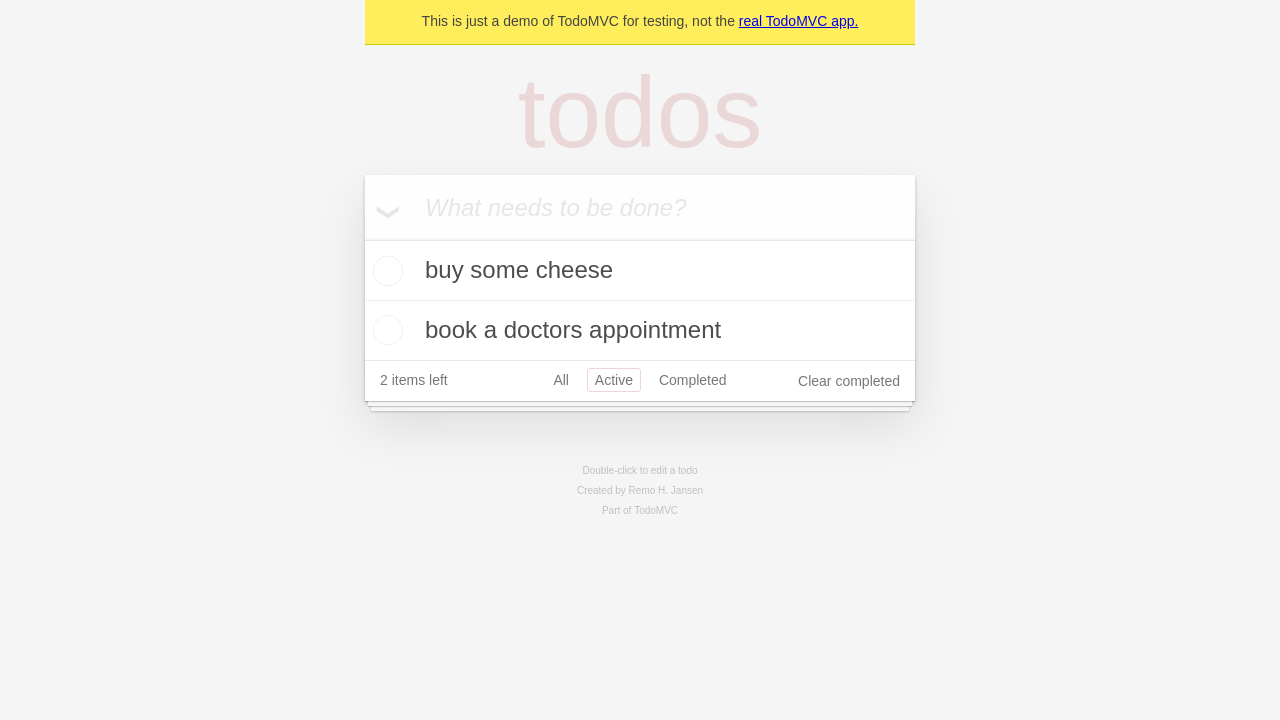 This is just a demo of TodoMVC for testing, not the real TodoMVC app.
todos
What needs to be done?
buy some cheese
book a doctors appointment
2 items left All Active Completed Clear completed
Double-click to edit a todo
Created by Remo H. Jansen
Part of TodoMVC